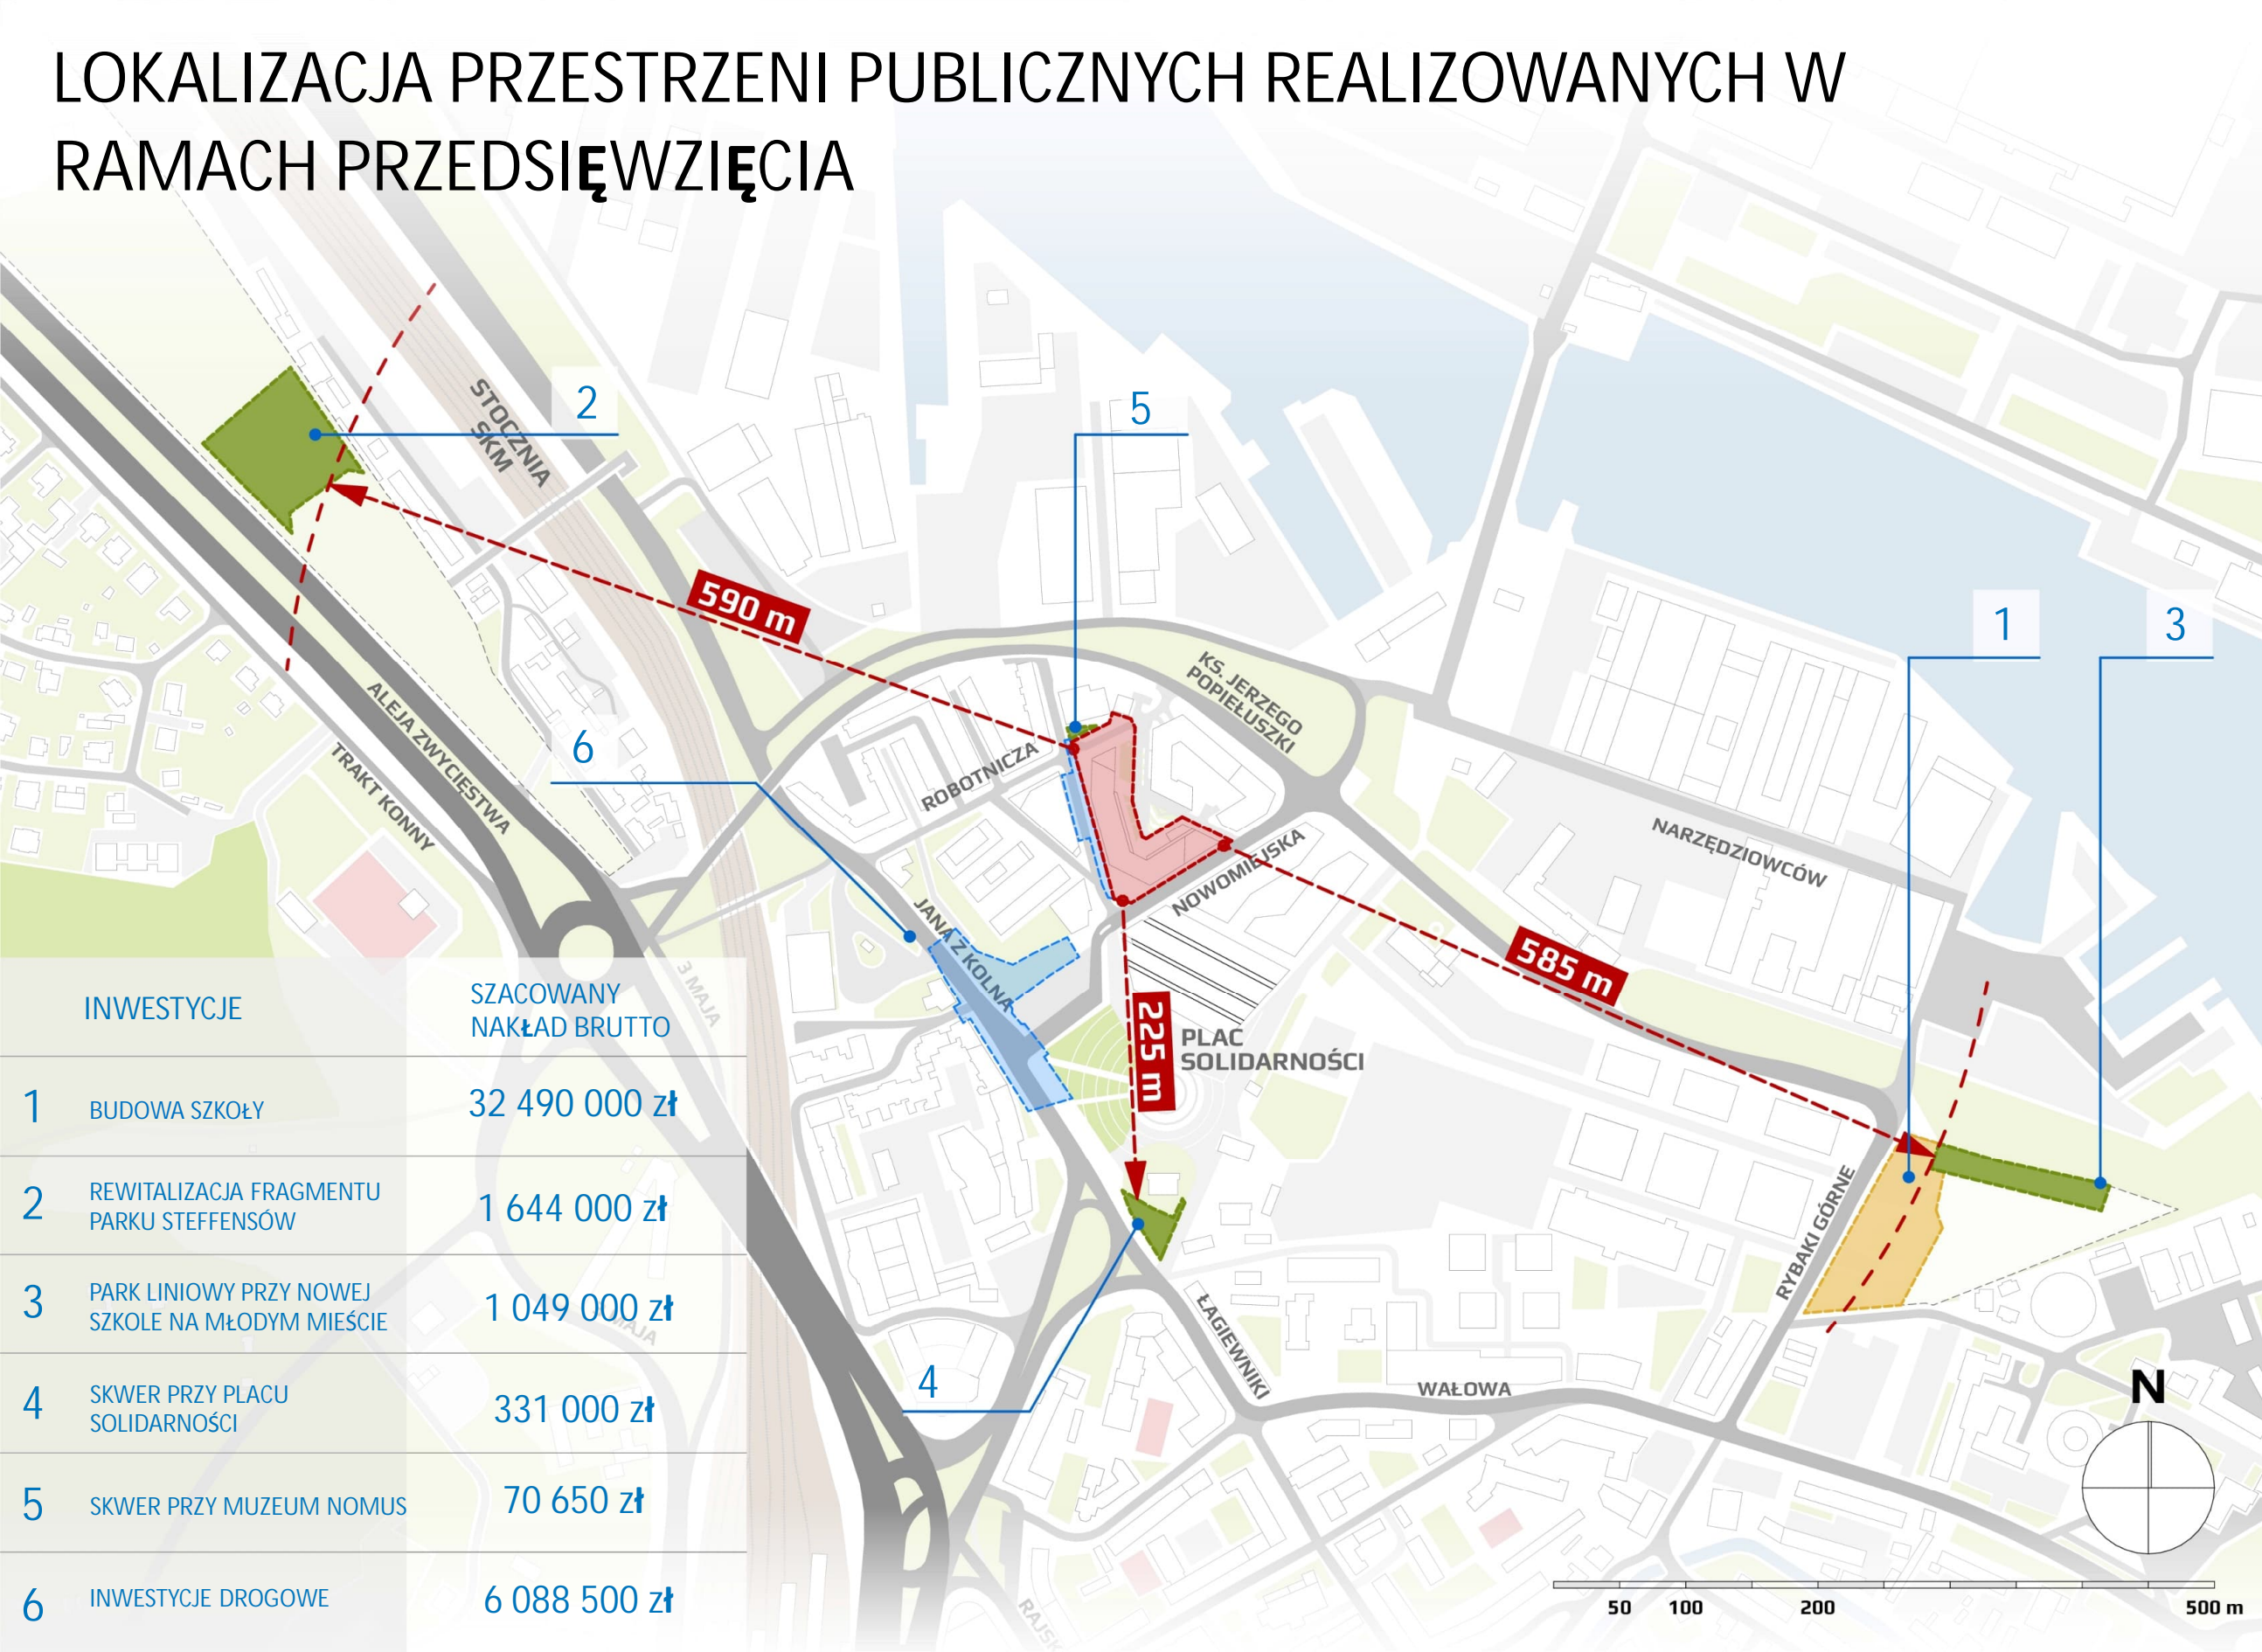 LOKALIZACJA PRZESTRZENI PUBLICZNYCH REALIZOWANYCH W
RAMACH PRZEDSIĘWZIĘCIA
STOCZNIA
SKM
2
5
590 m
1
3
KS. JERZEGO
POPIEŁUSZKI
6
ROBOTNICZA
ALEJA ZWYCIĘSTWA
TRAKT KONNY
NOWOMIEJSKA
NARZĘDZIOWCÓW
JANA Z KOLNA
585 m
3 MAJA
225 m
PLAC
SOLIDARNOŚCI
RYBAKI GÓRNE
ŁAGIEWNIKI
4
WAŁOWA
MAJA
RAJSK
N
50 100 200 500 m
INWESTYCJE
SZACOWANY
NAKŁAD BRUTTO
1 BUDOWA SZKOŁY 32 490 000 zł
2 REWITALIZACJA FRAGMENTU
PARKU STEFFENSÓW 1 644 000 zł
3 PARK LINIOWY PRZY NOWEJ
SZKOLE NA MŁODYM MIEŚCIE 1 049 000 zł
4 SKWER PRZY PLACU
SOLIDARNOŚCI 331 000 zł
5 SKWER PRZY MUZEUM NOMUS 70 650 zł
6 INWESTYCJE DROGOWE 6 088 500 zł